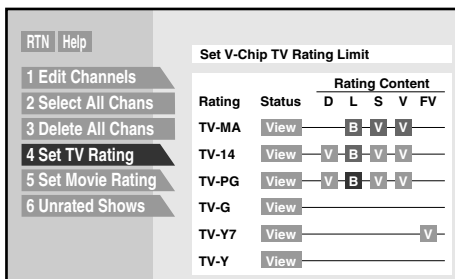 RTN Help
1 Edit Channels
2 Select All Chans
3 Delete All Chans
4 Set TV Rating
5 Set Movie Rating
6 Unrated Shows
Set V-Chip TV Rating Limit
Rating Content
Rating Status D L S V FV
TV-MA View B V V
TV-14 View V B V V
TV-PG View V B V V
TV-G View
TV-Y7 View V
TV-Y View